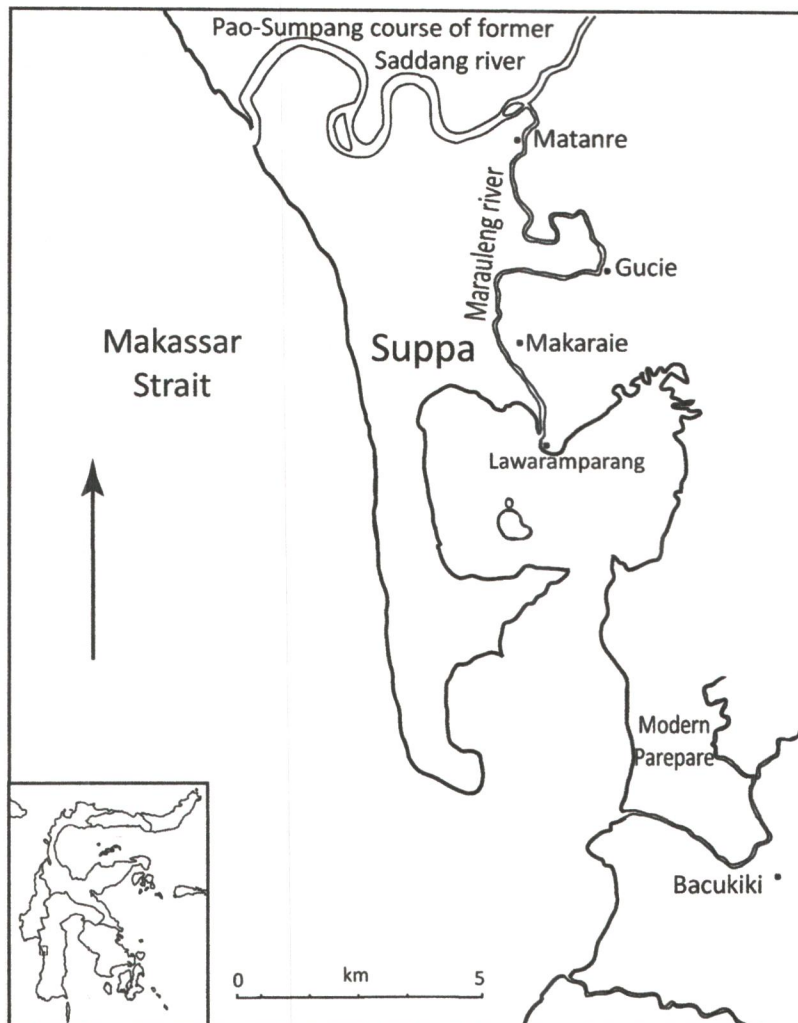 Pao-Sumpang course of former
Saddang river
Matanre
Marauleng river
Gucie
Makassar
Strait
Suppa
Makaraie
Lawaramparang
Modern
Parepare
Bacukiki
0 km 5